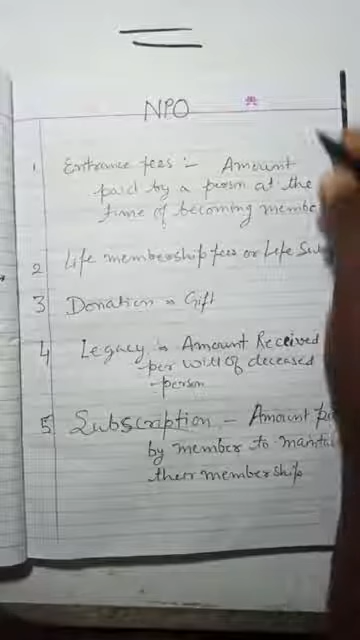 NPO
1 Entrance fees :- Amount
paid by a person at the
time of becoming membe
2 Life membership fees or Life Sub
3 Donation → Gift
4 Legacy → Amount Received
per will of deceased
person
5 Subscription - Amount
by member to
their membership